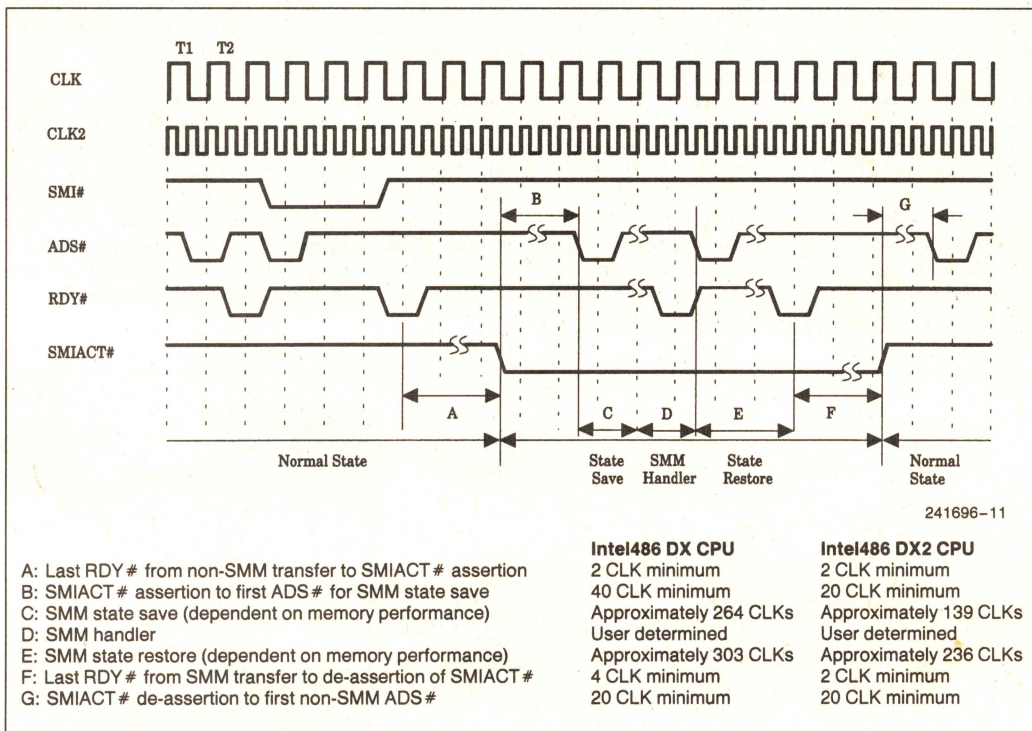 T1 T2
CLK
CLK2
SMI#
B
G
ADS#
RDY#
SMIACT#
A
C
D
E
F
Normal State
State Save
SMM Handler
State Restore
Normal State
241696-11
Intel486 DX CPU
Intel486 DX2 CPU
A: Last RDY# from non-SMM transfer to SMIACT# assertion 2 CLK minimum 2 CLK minimum
B: SMIACT# assertion to first ADS# for SMM state save 40 CLK minimum 20 CLK minimum
C: SMM state save (dependent on memory performance) Approximately 264 CLKs Approximately 139 CLKs
D: SMM handler User determined User determined
E: SMM state restore (dependent on memory performance) Approximately 303 CLKs Approximately 236 CLKs
F: Last RDY# from SMM transfer to de-assertion of SMIACT# 4 CLK minimum 2 CLK minimum
G: SMIACT# de-assertion to first non-SMM ADS# 20 CLK minimum 20 CLK minimum